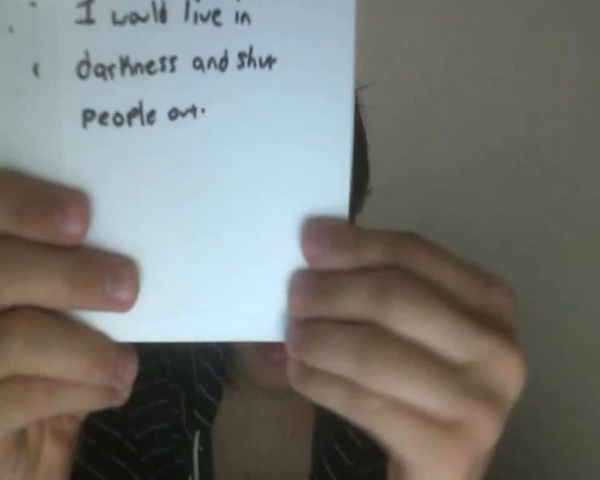 I would live in
darkness and shut
people out.